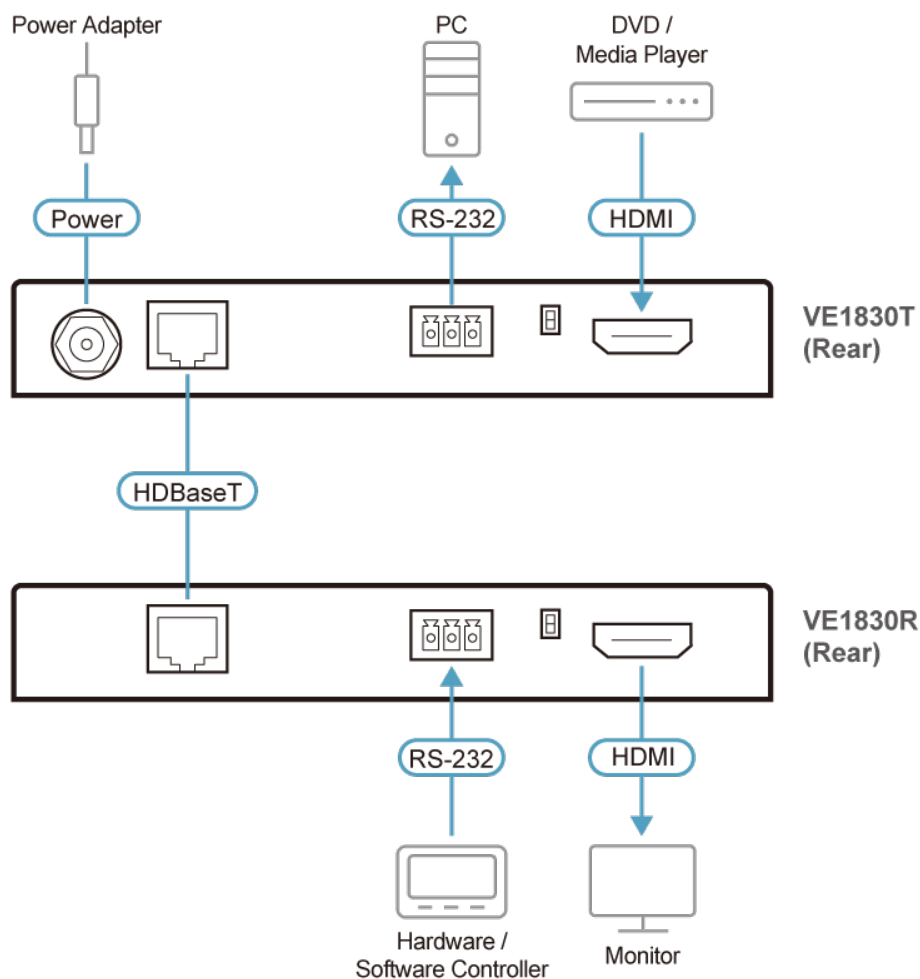 Power Adapter
PC
DVD /
Media Player
Power
RS-232
HDMI
VE1830T
(Rear)
HDBaseT
VE1830R
(Rear)
RS-232
HDMI
Hardware /
Software Controller
Monitor